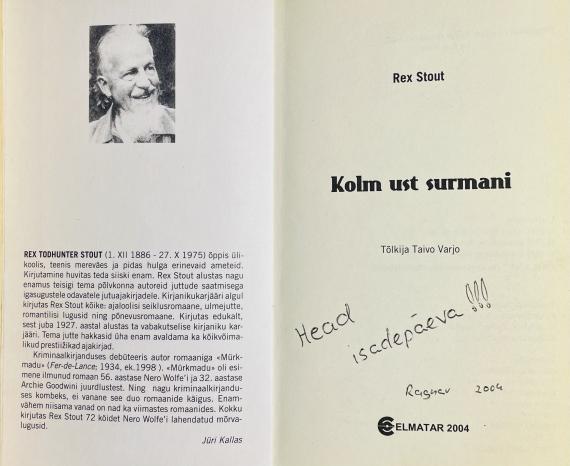 REX TODHUNTER STOUT (1. XII 1886 - 27. X 1975) õppis üli-
koolis, teenis mereväes ja pidas hulga erinevaid ameteid.
Kirjutamine huvitas teda siiski enam. Rex Stout alustas nagu
enamus teisigi tema põlvkonna autoreid juttude saatmisega
igasugustele odavatele jutuajakirjadele. Kirjanikukarjääri algul
kirjutas Rex Stout kõike: ajaloolisi seiklusromaane, ulmejutte,
romantilisi lugusid ning põnevusromaane. Kirjutas edukalt,
sest juba 1927. aastal alustas ta vabakutselise kirjaniku kar-
jääri. Tema jutte hakkasid üha enam avaldama ka kõikvõima-
likud prestiižikad ajakirjad.
Kriminaalkirjanduses debüteeris autor romaaniga «Mürk-
madu» (Fer-de-Lance; 1934, ek.1998 ). «Mürkmadu» oli esi-
mene ilmunud romaan 56. aastase Nero Wolfe'i ja 32. aastase
Archie Goodwini juurdlustest. Ning nagu kriminaalkirjandu-
ses kombeks, ei vanane see duo romaanide käigus. Enam-
vähem niisama vanad on nad ka viimastes romaanides. Kokku
kirjutas Rex Stout 72 köidet Nero Wolfe'i lahendatud mõrva-
lugusid.
Jüri Kallas
Rex Stout
Kolm ust surmani
Tõlkija Taivo Varjo
Head
isadepäeva!!!
Ragnar 2004
ELMATAR 2004